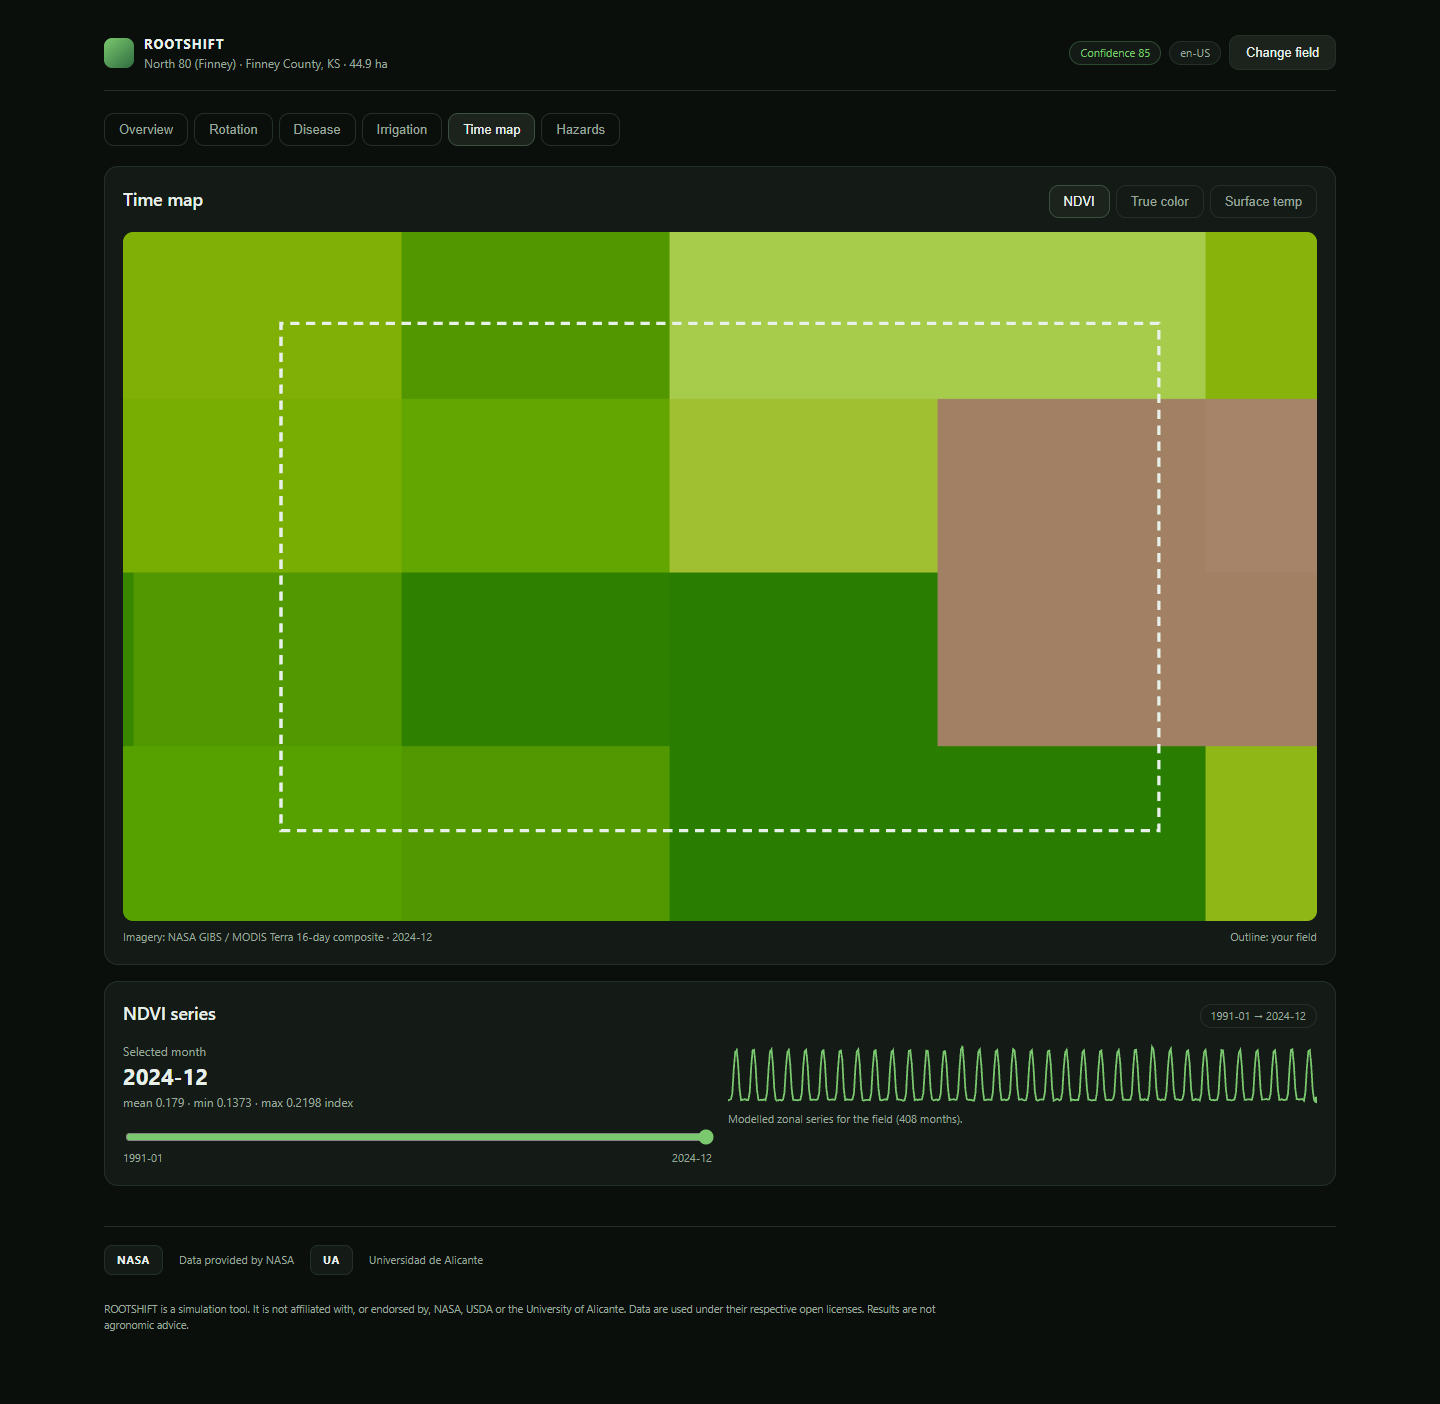 ROOTSHIFT
North 80 (Finney) · Finney County, KS · 44.9 ha
Confidence 85
en-US
Change field
Overview
Rotation
Disease
Irrigation
Time map
Hazards
Time map
NDVI
True color
Surface temp
Imagery: NASA GIBS / MODIS Terra 16-day composite · 2024-12
Outline: your field
NDVI series
1991-01 → 2024-12
Selected month
2024-12
mean 0.179 · min 0.1373 · max 0.2198 index
Modelled zonal series for the field (408 months).
1991-01
2024-12
NASA
Data provided by NASA
UA
Universidad de Alicante
ROOTSHIFT is a simulation tool. It is not affiliated with, or endorsed by, NASA, USDA or the University of Alicante. Data are used under their respective open licenses. Results are not
agronomic advice.